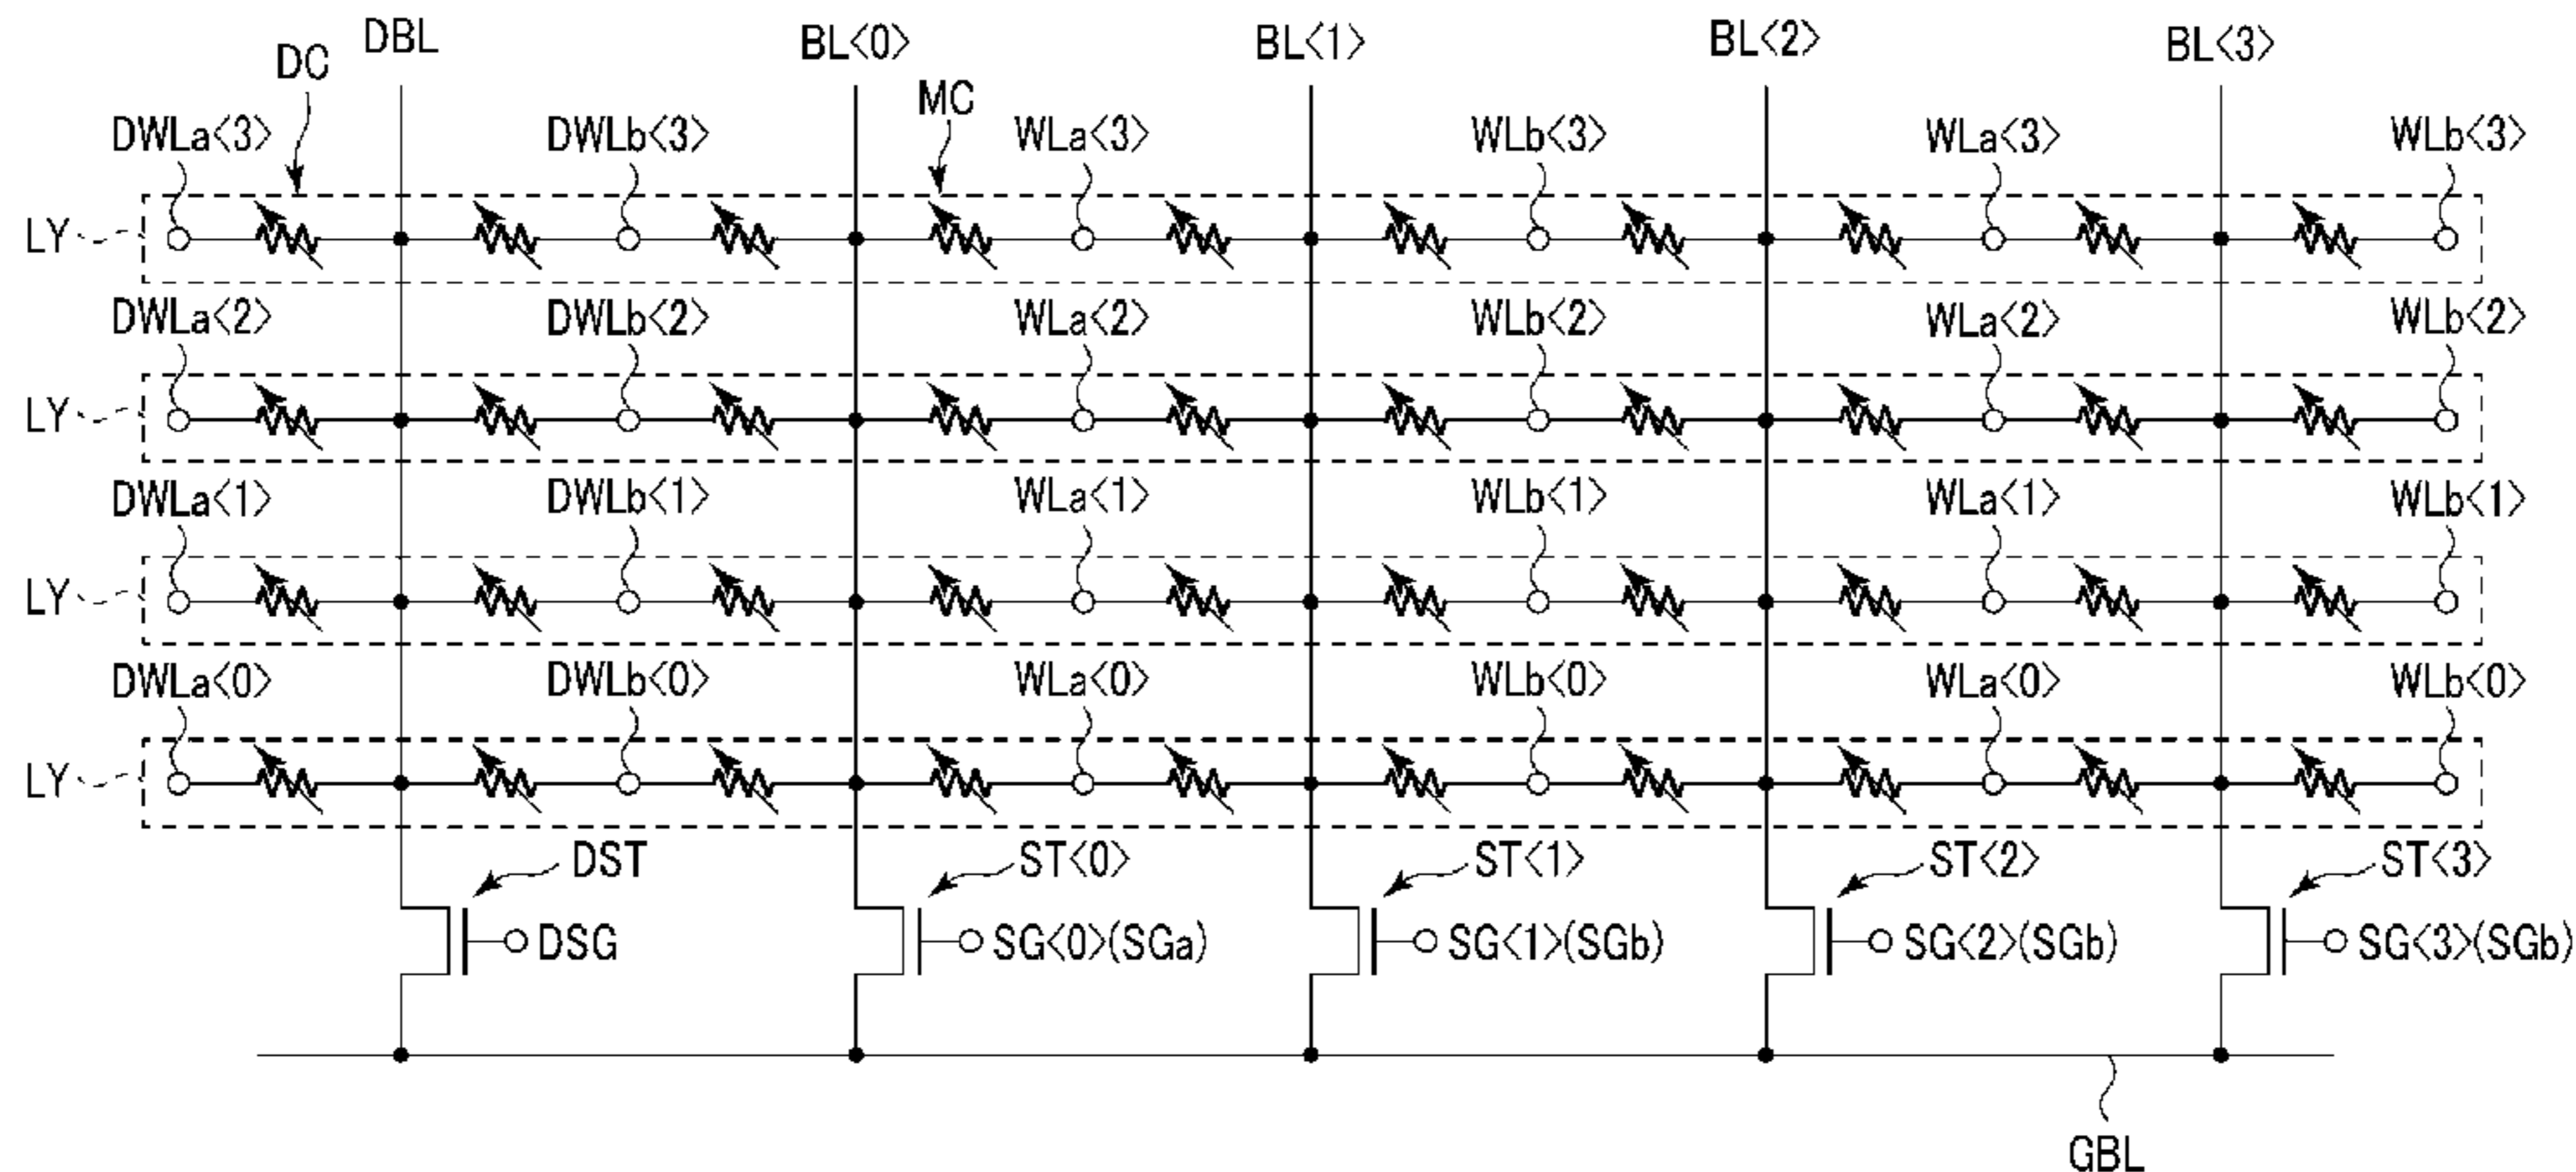 DC DBL BL<0> MC BL<1> BL<2> BL<3>
DWLa<3> DWLb<3> WLa<3> WLb<3> WLa<3> WLb<3>
LY
DWLa<2> DWLb<2> WLa<2> WLb<2> WLa<2> WLb<2>
LY
DWLa<1> DWLb<1> WLa<1> WLb<1> WLa<1> WLb<1>
LY
DWLa<0> DWLb<0> WLa<0> WLb<0> WLa<0> WLb<0>
LY
DST ST<0> ST<1> ST<2> ST<3>
DSG SG<0>(SGa) SG<1>(SGb) SG<2>(SGb) SG<3>(SGb)
GBL